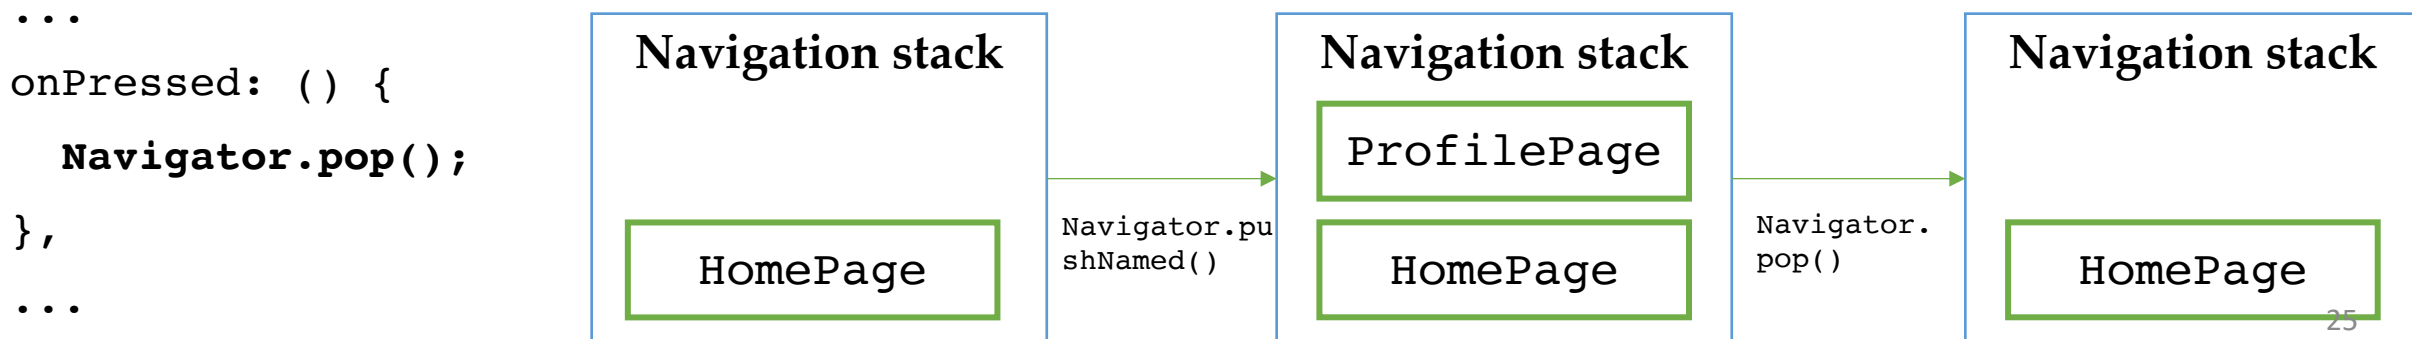 ...
onPressed: () {
Navigator.pop();
},
...
Navigation stack
HomePage
Navigator.pu
shNamed()
Navigation stack
ProfilePage
HomePage
Navigator.
pop()
Navigation stack
HomePage
25